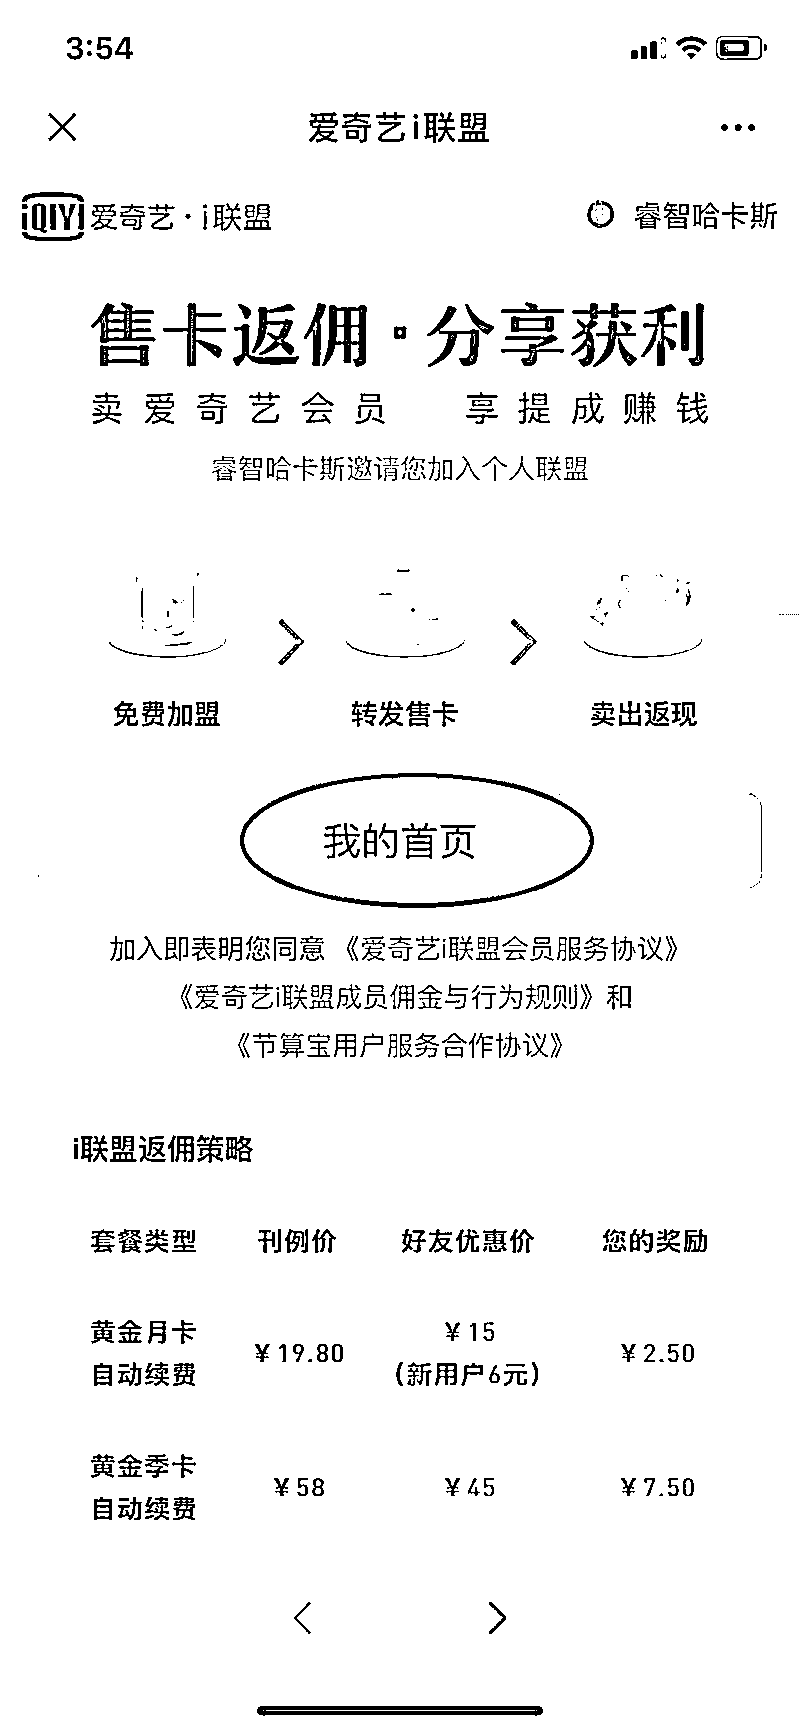 3:54
爱奇艺i联盟
iQIYI 爱奇艺·i联盟
睿智哈卡斯
售卡返佣·分享获利
卖爱奇艺会员 享提成赚钱
睿智哈卡斯邀请您加入个人联盟
免费加盟 转发售卡 卖出返现
我的首页
加入即表明您同意《爱奇艺i联盟会员服务协议》
《爱奇艺i联盟成员佣金与行为规则》和
《节算宝用户服务合作协议》
i联盟返佣策略
套餐类型 刊例价 好友优惠价 您的奖励
黄金月卡
自动续费
¥19.80
¥15
(新用户6元)
¥2.50
黄金季卡
自动续费
¥58
¥45
¥7.50